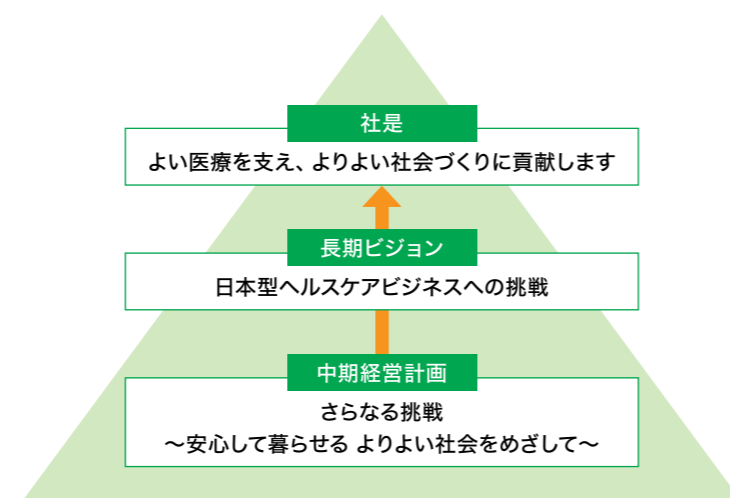 社是
よい医療を支え、よりよい社会づくりに貢献します
長期ビジョン
日本型ヘルスケアビジネスへの挑戦
中期経営計画
さらなる挑戦
～安心して暮らせる よりよい社会をめざして～